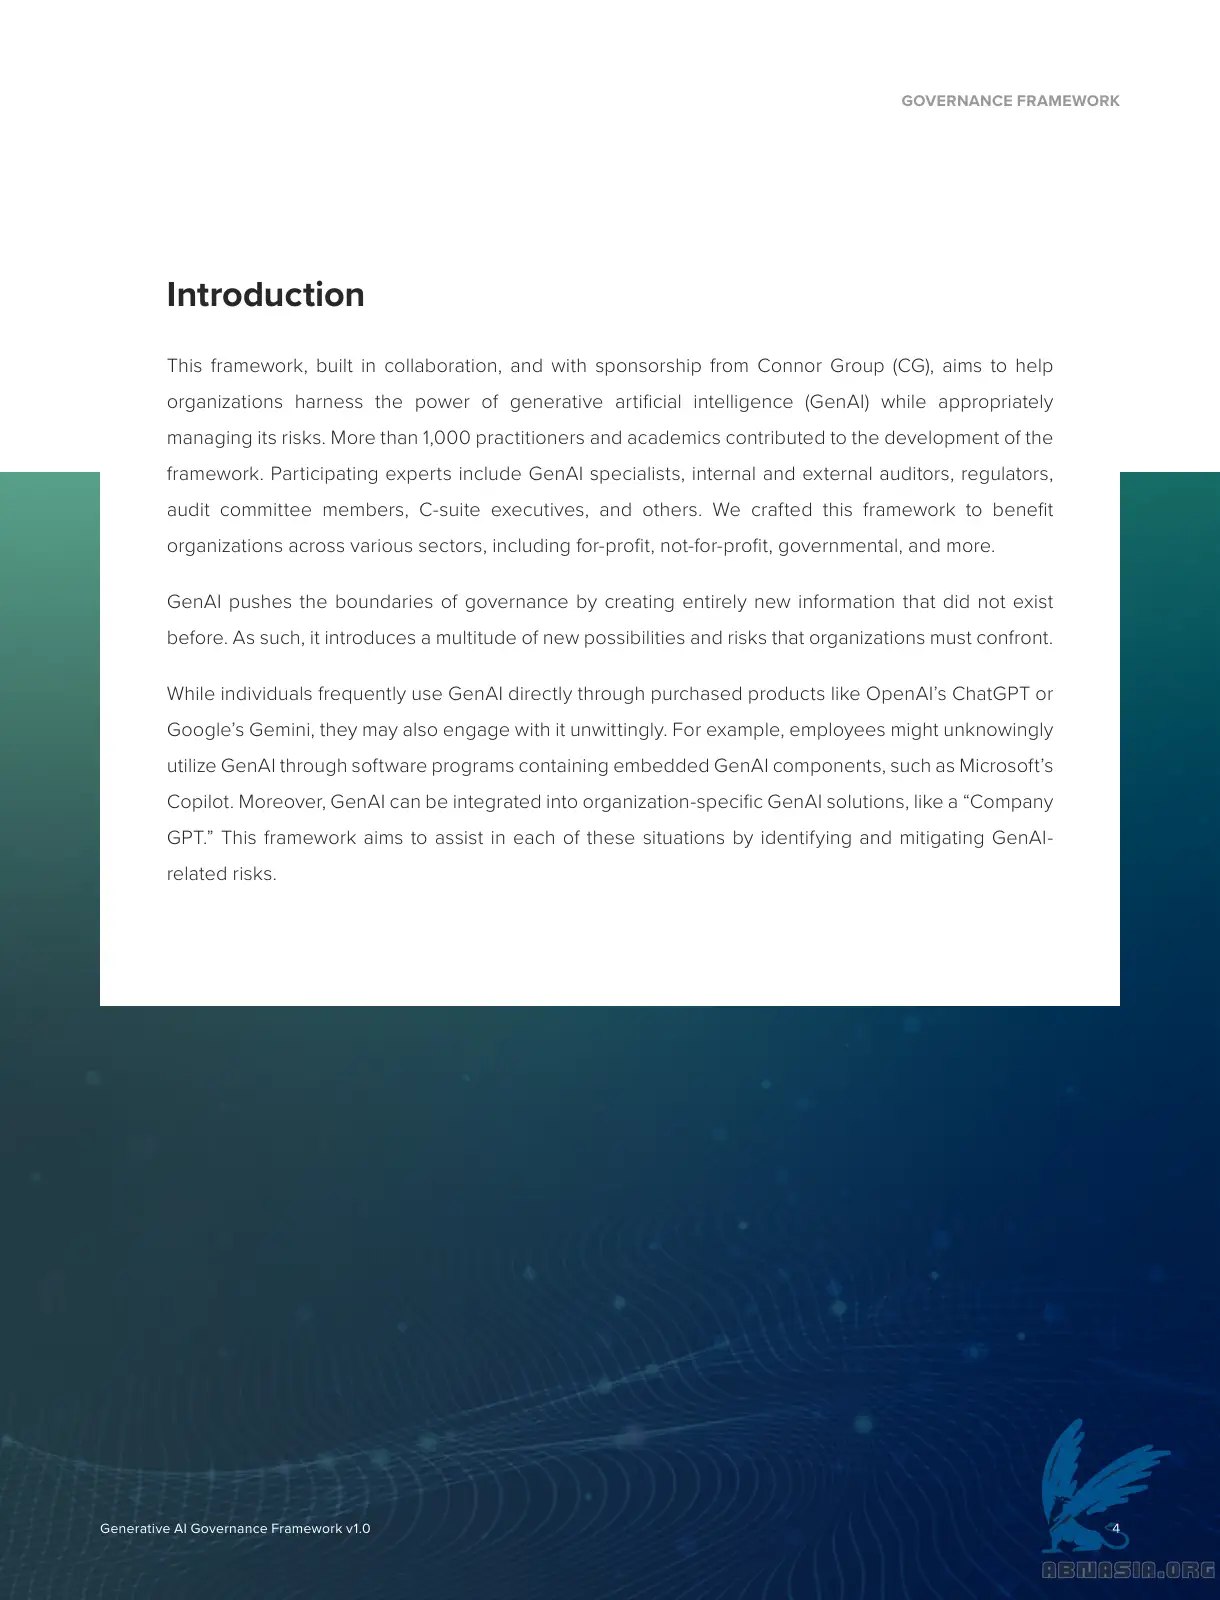 GOVERNANCE FRAMEWORK
Introduction
This framework, built in collaboration, and with sponsorship from Connor Group (CG), aims to help
organizations harness the power of generative artificial intelligence (GenAI) while appropriately
managing its risks. More than 1,000 practitioners and academics contributed to the development of the
framework. Participating experts include GenAI specialists, internal and external auditors, regulators,
audit committee members, C-suite executives, and others. We crafted this framework to benefit
organizations across various sectors, including for-profit, not-for-profit, governmental, and more.
GenAI pushes the boundaries of governance by creating entirely new information that did not exist
before. As such, it introduces a multitude of new possibilities and risks that organizations must confront.
While individuals frequently use GenAI directly through purchased products like OpenAI’s ChatGPT or
Google’s Gemini, they may also engage with it unwittingly. For example, employees might unknowingly
utilize GenAI through software programs containing embedded GenAI components, such as Microsoft’s
Copilot. Moreover, GenAI can be integrated into organization-specific GenAI solutions, like a “Company
GPT.” This framework aims to assist in each of these situations by identifying and mitigating GenAI-
related risks.
Generative AI Governance Framework v1.0
4
ABNASIA.ORG